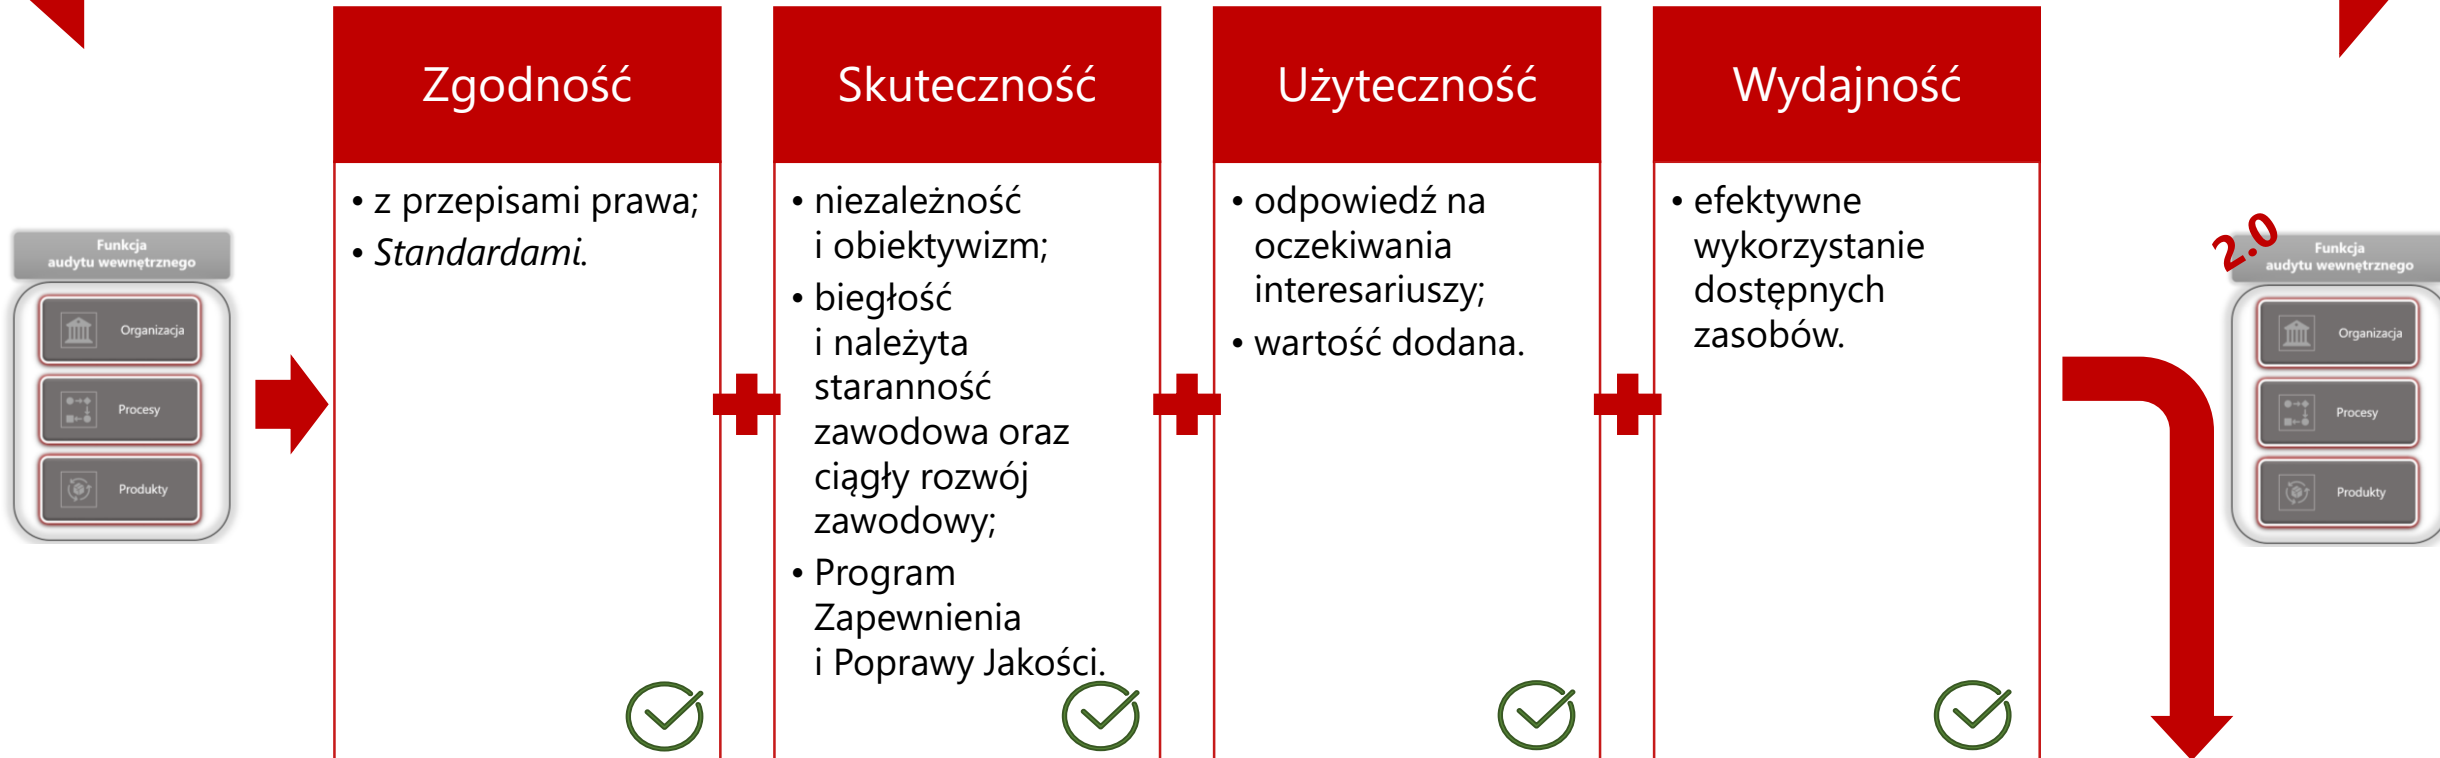 Funkcja
audytu wewnętrznego
Organizacja
Procesy
Produkty
Zgodność
• z przepisami prawa;
• Standardami.
Skuteczność
• niezależność
i obiektywizm;
• biegłość
i należyta
staranność
zawodowa oraz
ciągły rozwój
zawodowy;
• Program
Zapewnienia
i Poprawy Jakości.
Użyteczność
• odpowiedź na
oczekiwania
interesariuszy;
• wartość dodana.
Wydajność
• efektywne
wykorzystanie
dostępnych
zasobów.
2.0
Funkcja
audytu wewnętrznego
Organizacja
Procesy
Produkty